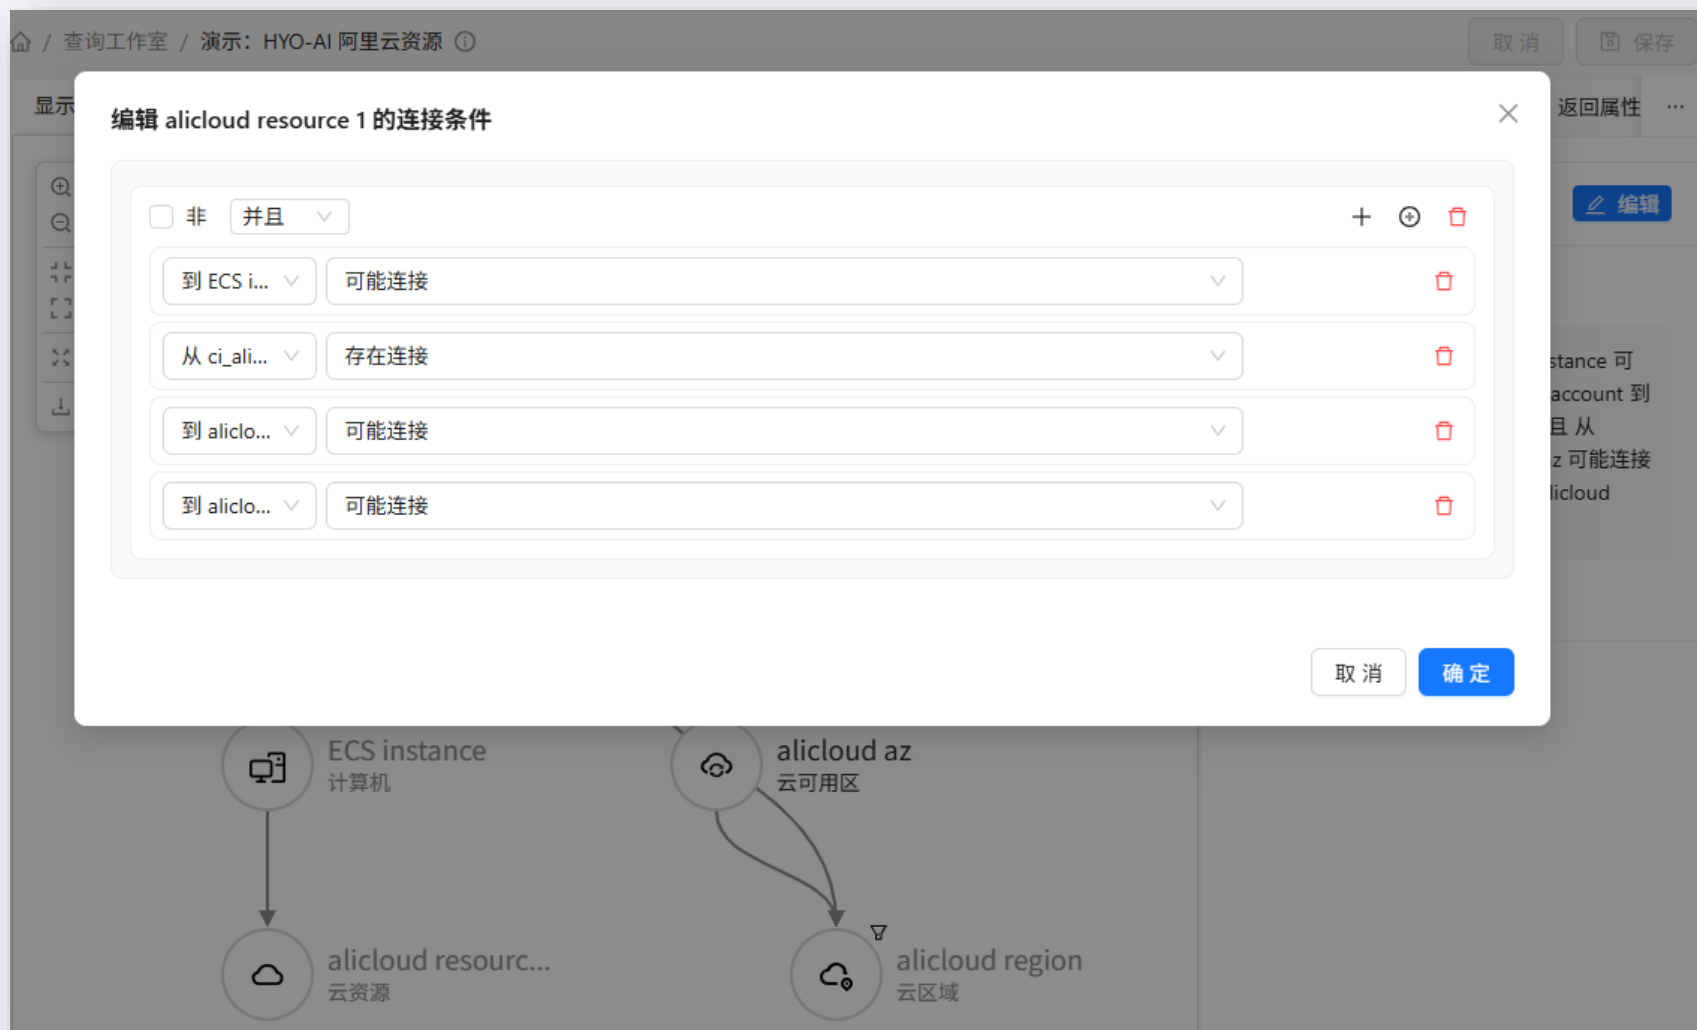 / 查询工作室 / 演示：HYO-AI 阿里云资源
取 消
保存
显示
返回属性
编辑 alicloud resource 1 的连接条件
编辑
非
并且
到 ECS i...
可能连接
从 ci_ali...
存在连接
到 aliclo...
可能连接
到 aliclo...
可能连接
stance 可
account 到
且 从
z 可能连接
licloud
取 消
确 定
ECS instance
计算机
alicloud az
云可用区
alicloud resourc...
云资源
alicloud region
云区域